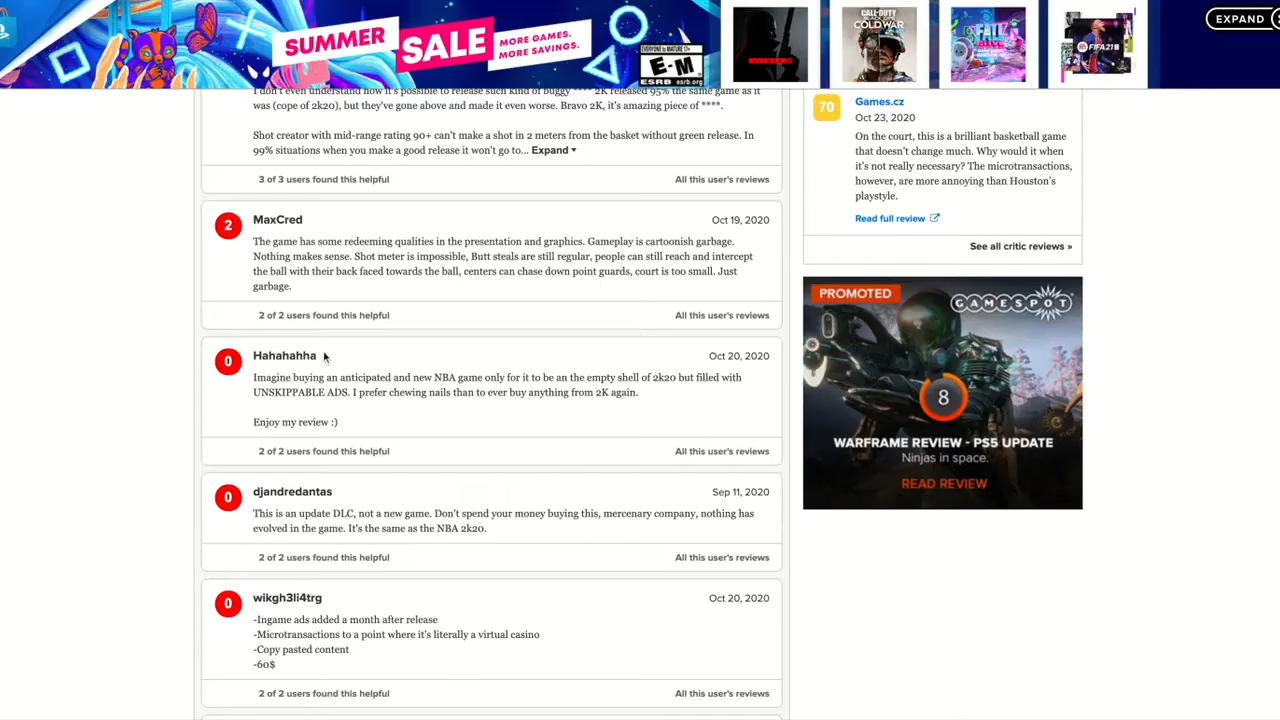 SUMMER
SALE
MORE GAMES.
MORE SAVINGS.
EVERYONE to MATURE 17+
E-M
ESRB esrb.org
CALL OF DUTY
BLACK OPS
COLD WAR
FIFA 21
EXPAND
I don't even understand how it's possible to release such kind of buggy **** 2K released 95% the same game as it
was (cope of 2k20), but they've gone above and made it even worse. Bravo 2K, it's amazing piece of ****.
Shot creator with mid-range rating 90+ can't make a shot in 2 meters from the basket without green release. In
99% situations when you make a good release it won't go to... Expand
3 of 3 users found this helpful
All this user's reviews
2
MaxCred
Oct 19, 2020
The game has some redeeming qualities in the presentation and graphics. Gameplay is cartoonish garbage.
Nothing makes sense. Shot meter is impossible, Butt steals are still regular, people can still reach and intercept
the ball with their back faced towards the ball, centers can chase down point guards, court is too small. Just
garbage.
2 of 2 users found this helpful
All this user's reviews
0
Hahahahha
Oct 20, 2020
Imagine buying an anticipated and new NBA game only for it to be an the empty shell of 2k20 but filled with
UNSKIPPABLE ADS. I prefer chewing nails than to ever buy anything from 2K again.
Enjoy my review :)
2 of 2 users found this helpful
All this user's reviews
0
djandredantas
Sep 11, 2020
This is an update DLC, not a new game. Don't spend your money buying this, mercenary company, nothing has
evolved in the game. It's the same as the NBA 2k20.
2 of 2 users found this helpful
All this user's reviews
0
wikgh3li4trg
Oct 20, 2020
-Ingame ads added a month after release
-Microtransactions to a point where it's literally a virtual casino
-Copy pasted content
-60$
2 of 2 users found this helpful
All this user's reviews
70
Games.cz
Oct 23, 2020
On the court, this is a brilliant basketball game
that doesn't change much. Why would it when
it's not really necessary? The microtransactions,
however, are more annoying than Houston's
playstyle.
Read full review
See all critic reviews »
PROMOTED
GAMESPOT
8
WARFRAME REVIEW - PS5 UPDATE
Ninjas in space.
READ REVIEW